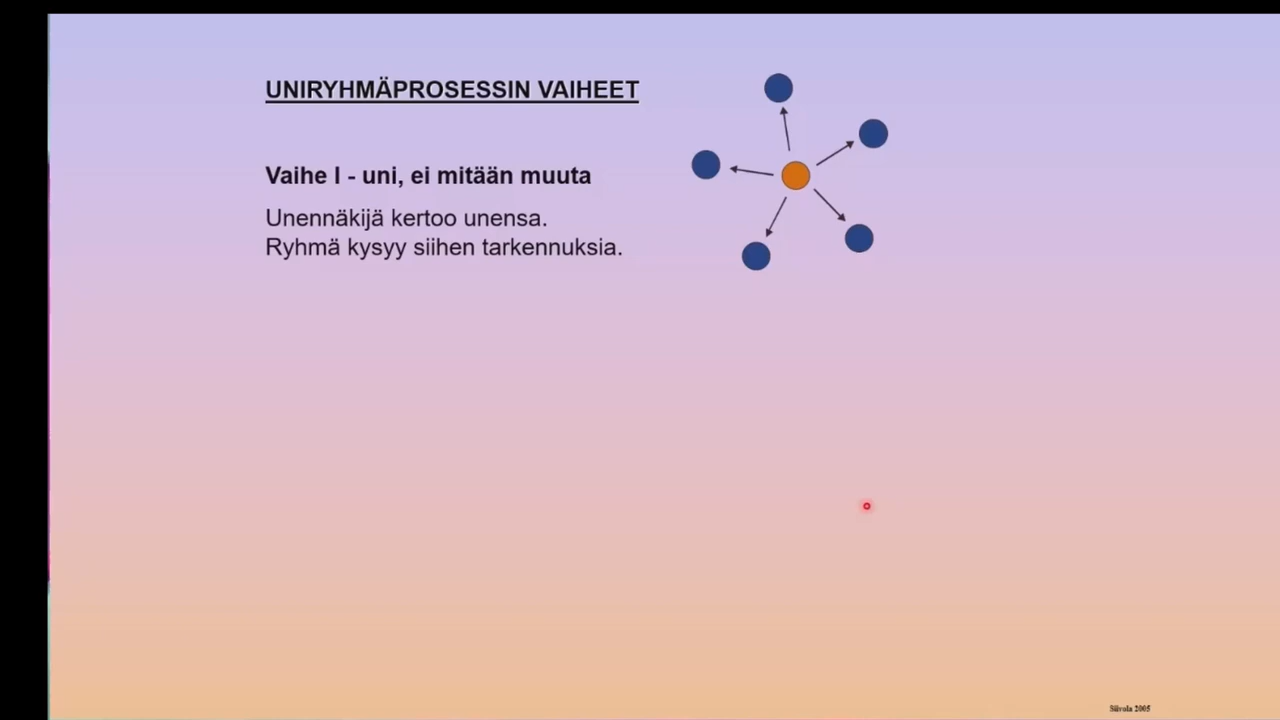 UNIRYHMÄPROSESSIN VAIHEET
Vaihe I - uni, ei mitään muuta
Unennäkijä kertoo unensa.
Ryhmä kysyy siihen tarkennuksia.
Siivola 2005